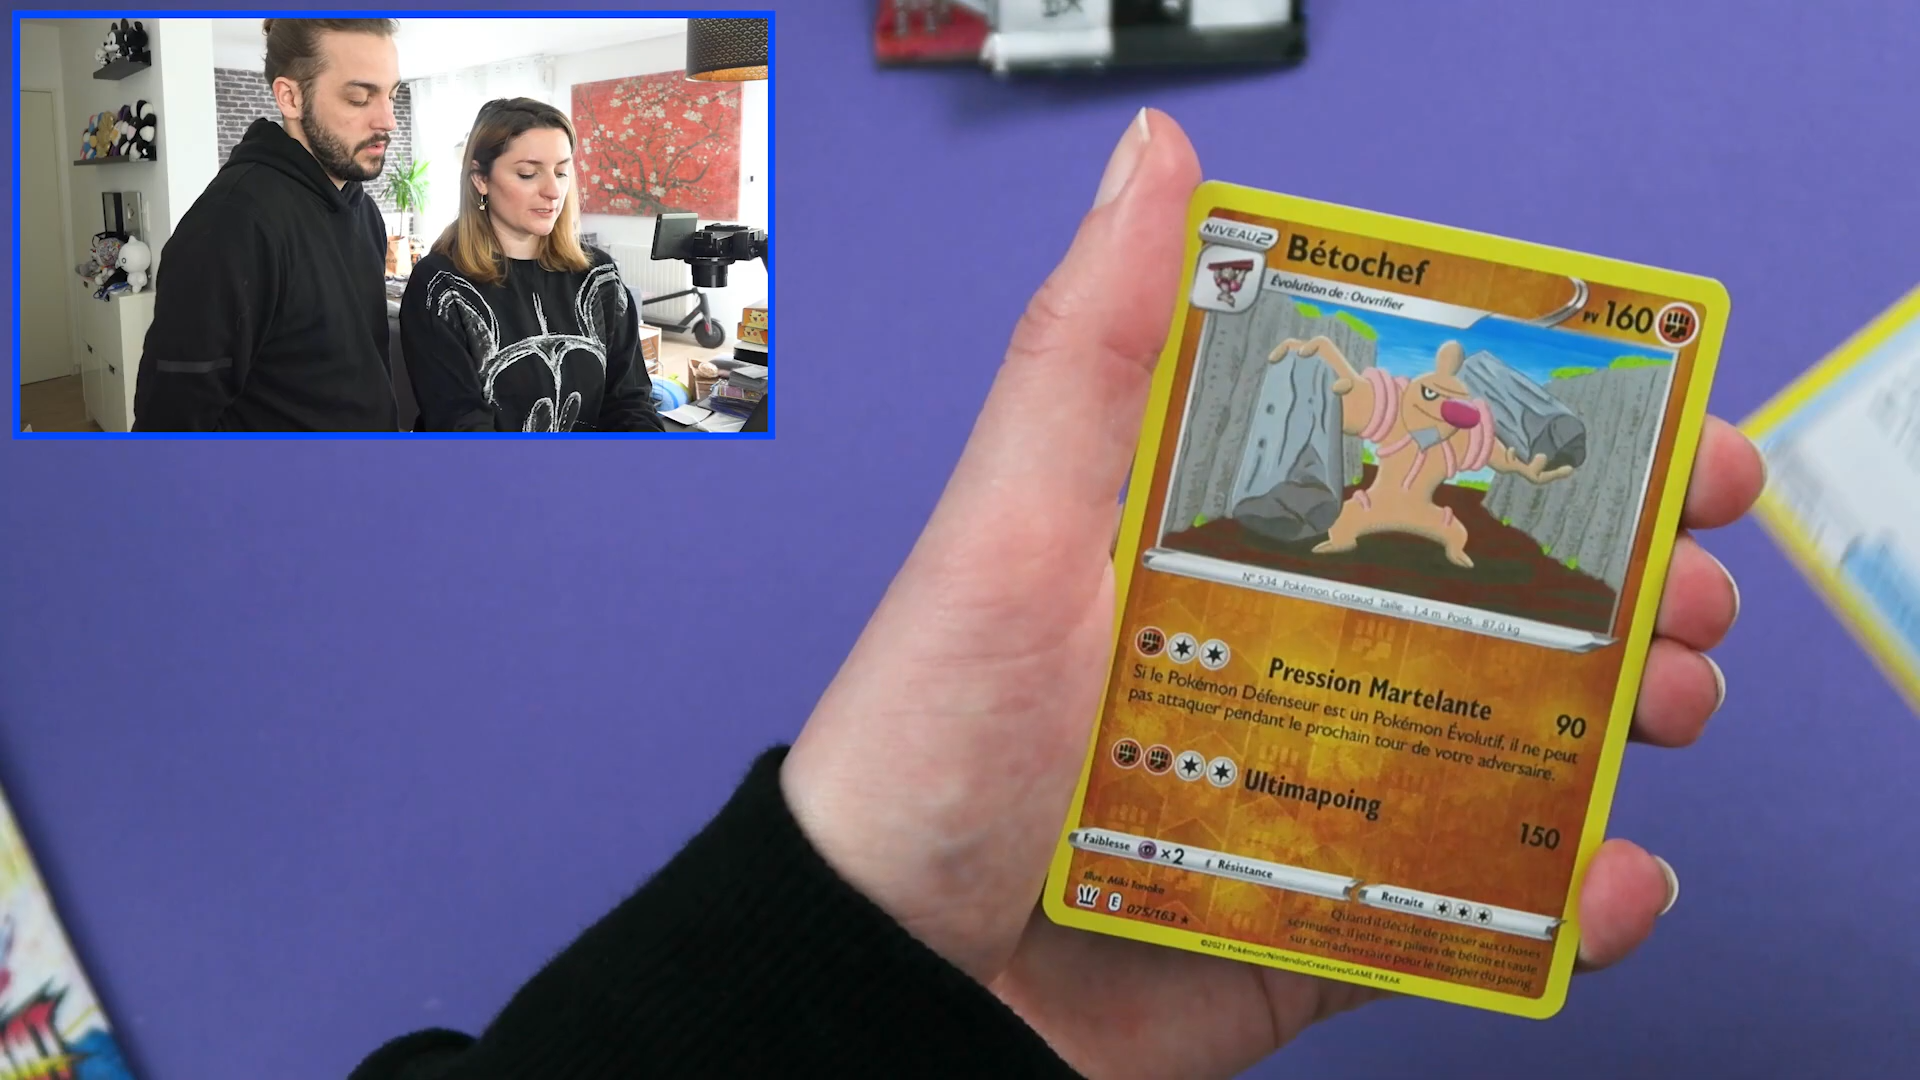 NIVEAU 2
Bétochef
Évolution de : Ouvrifier
PV 160
N° 534 Pokémon Costaud Taille : 1,4 m Poids : 87,0 kg
Pression Martelante 90
Si le Pokémon Défenseur est un Pokémon Évolutif, il ne peut
pas attaquer pendant le prochain tour de votre adversaire.
Ultimapoing 150
Faiblesse ×2 Résistance Retraite
Illus. Miki Tanaka
E 075/163 ★
Quand il décide de passer aux choses
sérieuses, il jette ses piliers de béton et saute
sur son adversaire pour le frapper du poing.
©2021 Pokémon/Nintendo/Creatures/GAME FREAK